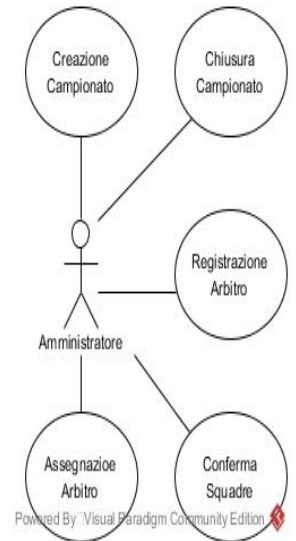 Creazione
Campionato
Chiusura
Campionato
Registrazione
Arbitro
Amministratore
Assegnazioe
Arbitro
Conferma
Squadre
Powered By Visual Paradigm Community Edition